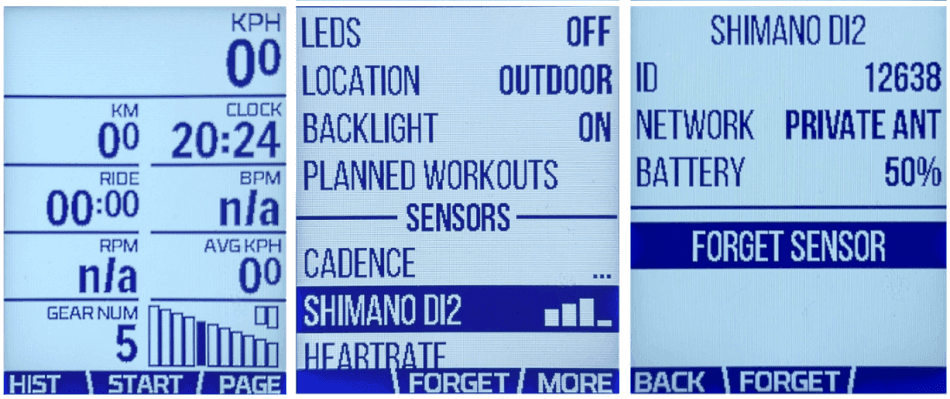 KPH
00
KM
00
CLOCK
20:24
RIDE
00:00
BPM
n/a
RPM
n/a
AVG KPH
00
GEAR NUM
5
HIST START PAGE
LEDS OFF
LOCATION OUTDOOR
BACKLIGHT ON
PLANNED WORKOUTS
SENSORS
CADENCE ...
SHIMANO DI2
HEARTRATE
FORGET MORE
SHIMANO DI2
ID 12638
NETWORK PRIVATE ANT
BATTERY 50%
FORGET SENSOR
BACK FORGET